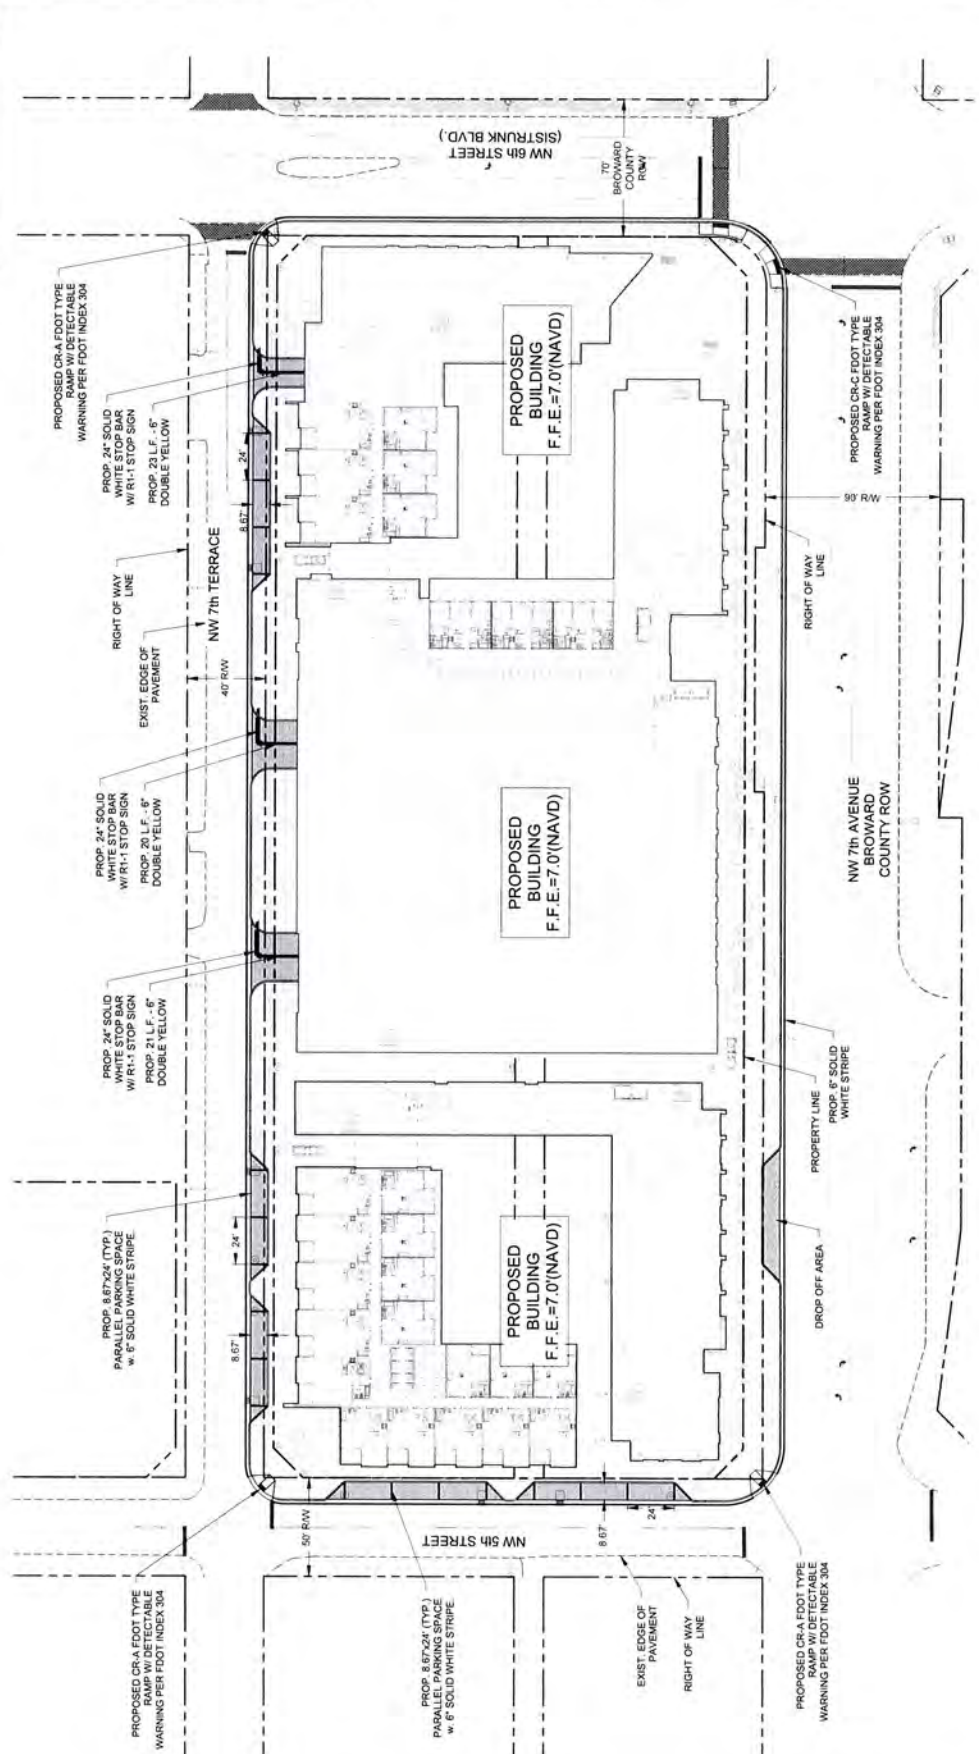 NW 6th STREET
(SISTRUNK BLVD.)
70'
BROWARD
COUNTY
ROW
PROPOSED CR-A FDOT TYPE
RAMP W/ DETECTABLE
WARNING PER FDOT INDEX 304
PROP. 24" SOLID
WHITE STOP BAR
W/ R1-1 STOP SIGN
PROP. 23 L.F. - 6"
DOUBLE YELLOW
24'
8.67'
RIGHT OF WAY
LINE
NW 7th TERRACE
EXIST. EDGE OF
PAVEMENT
40' R/W
PROP. 24" SOLID
WHITE STOP BAR
W/ R1-1 STOP SIGN
PROP. 20 L.F. - 6"
DOUBLE YELLOW
PROP. 24" SOLID
WHITE STOP BAR
W/ R1-1 STOP SIGN
PROP. 21 L.F. - 6"
DOUBLE YELLOW
PROP. 8.67'x24' (TYP.)
PARALLEL PARKING SPACE
w. 6" SOLID WHITE STRIPE.
24'
8.67'
PROPOSED
BUILDING
F.F.E.=7.0'(NAVD)
PROPOSED
BUILDING
F.F.E.=7.0'(NAVD)
PROPOSED
BUILDING
F.F.E.=7.0'(NAVD)
PROPOSED CR-C FDOT TYPE
RAMP W/ DETECTABLE
WARNING PER FDOT INDEX 304
90' R/W
RIGHT OF WAY
LINE
NW 7th AVENUE
BROWARD
COUNTY ROW
PROP. 6" SOLID
WHITE STRIPE
PROPERTY LINE
DROP OFF AREA
50' R/W
NW 5th STREET
8.67'
24'
PROPOSED CR-A FDOT TYPE
RAMP W/ DETECTABLE
WARNING PER FDOT INDEX 304
PROP. 8.67'x24' (TYP.)
PARALLEL PARKING SPACE
w. 6" SOLID WHITE STRIPE.
EXIST. EDGE OF
PAVEMENT
RIGHT OF WAY
LINE
PROPOSED CR-A FDOT TYPE
RAMP W/ DETECTABLE
WARNING PER FDOT INDEX 304